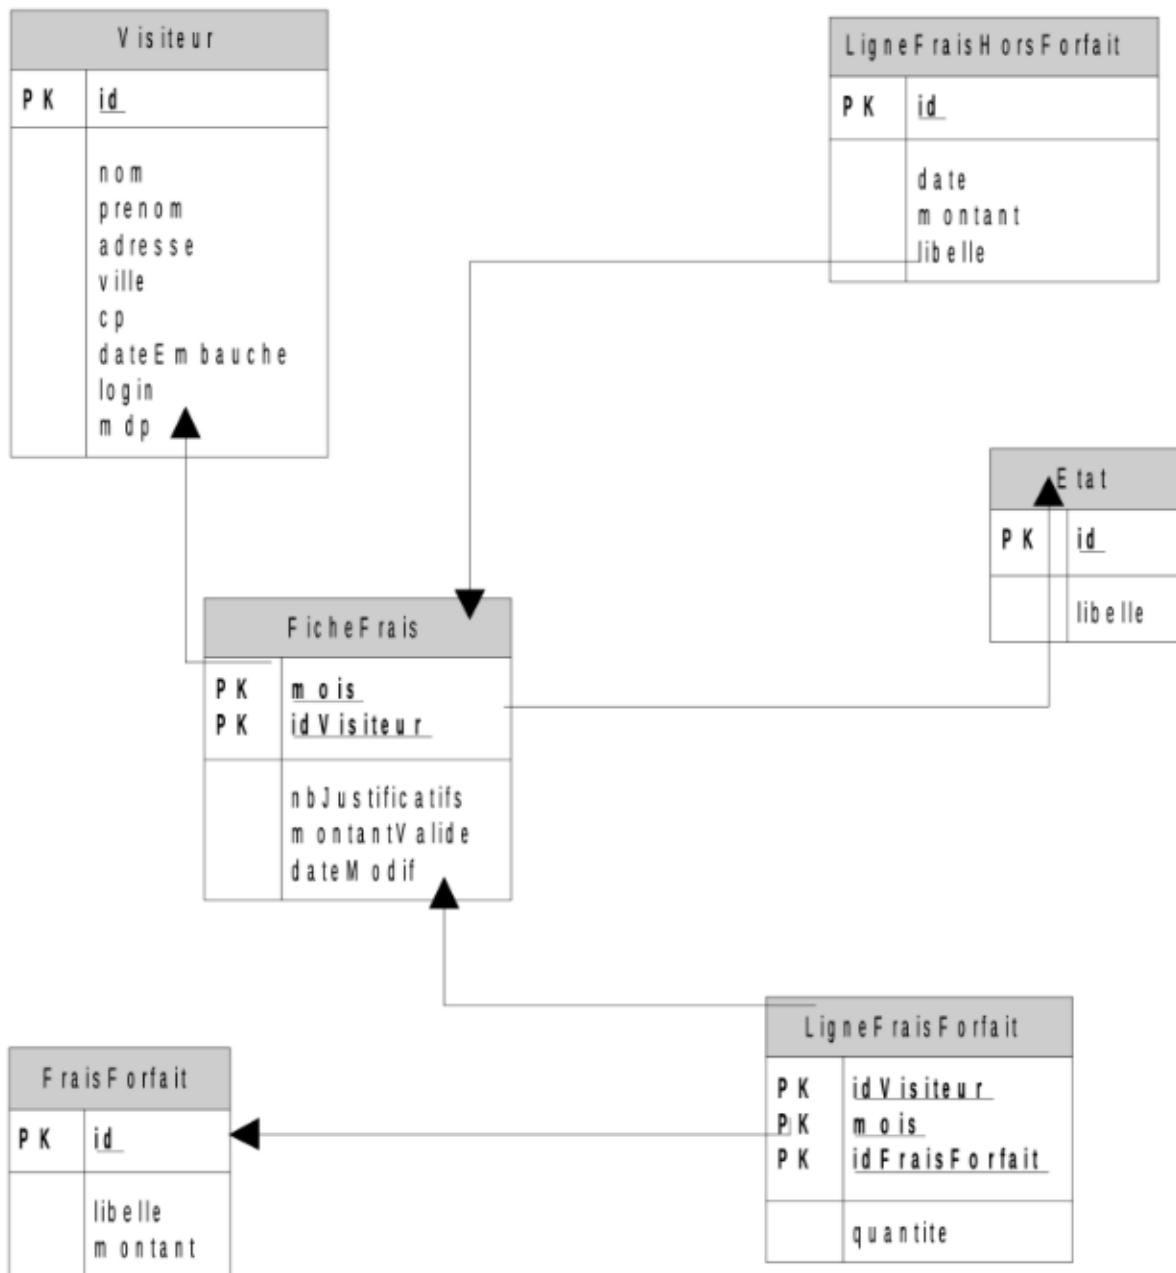 Visiteur
PK id
nom
prenom
adresse
ville
cp
dateEmbauche
login
mdp
LigneFraisHorsForfait
PK id
date
montant
libelle
Etat
PK id
libelle
FicheFrais
PK mois
PK idVisiteur
nbJustificatifs
montantValide
dateModif
LigneFraisForfait
PK idVisiteur
PK mois
PK idFraisForfait
quantite
FraisForfait
PK id
libelle
montant